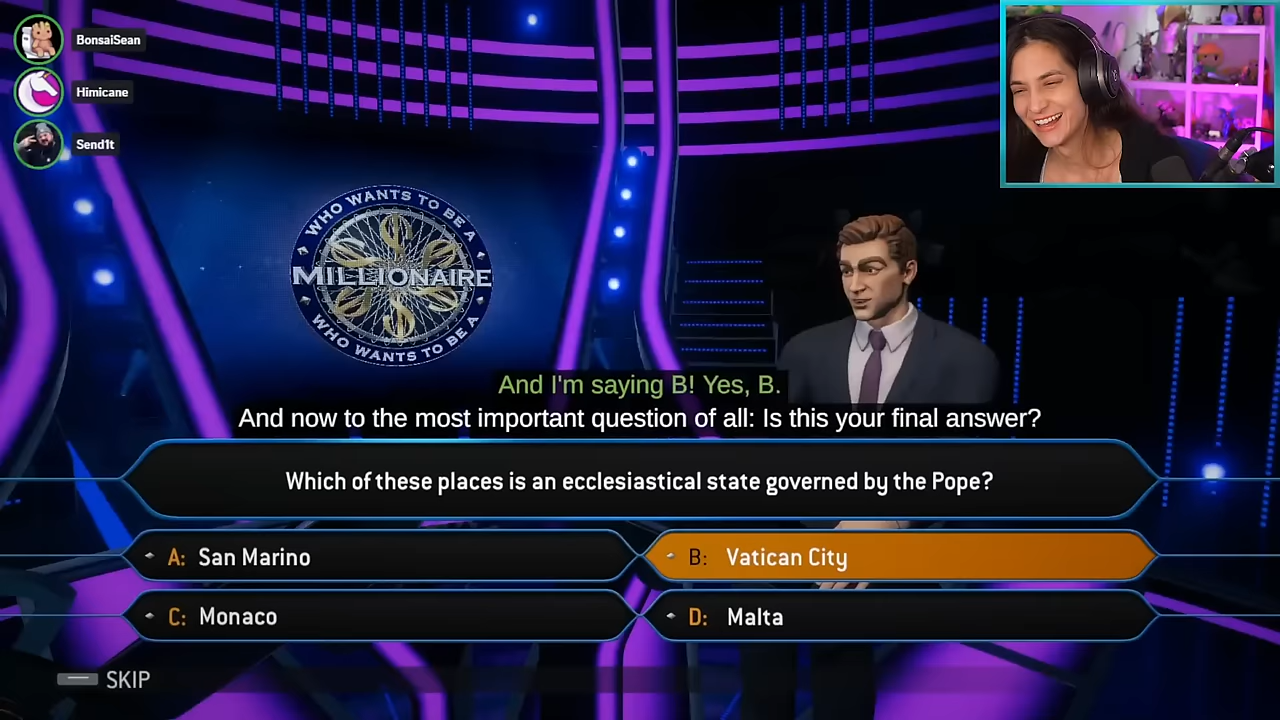 BonsaiSean
Himicane
Send1t
WHO WANTS TO BE A
MILLIONAIRE
WHO WANTS TO BE A
And I'm saying B! Yes, B.
And now to the most important question of all: Is this your final answer?
Which of these places is an ecclesiastical state governed by the Pope?
A: San Marino
B: Vatican City
C: Monaco
D: Malta
SKIP